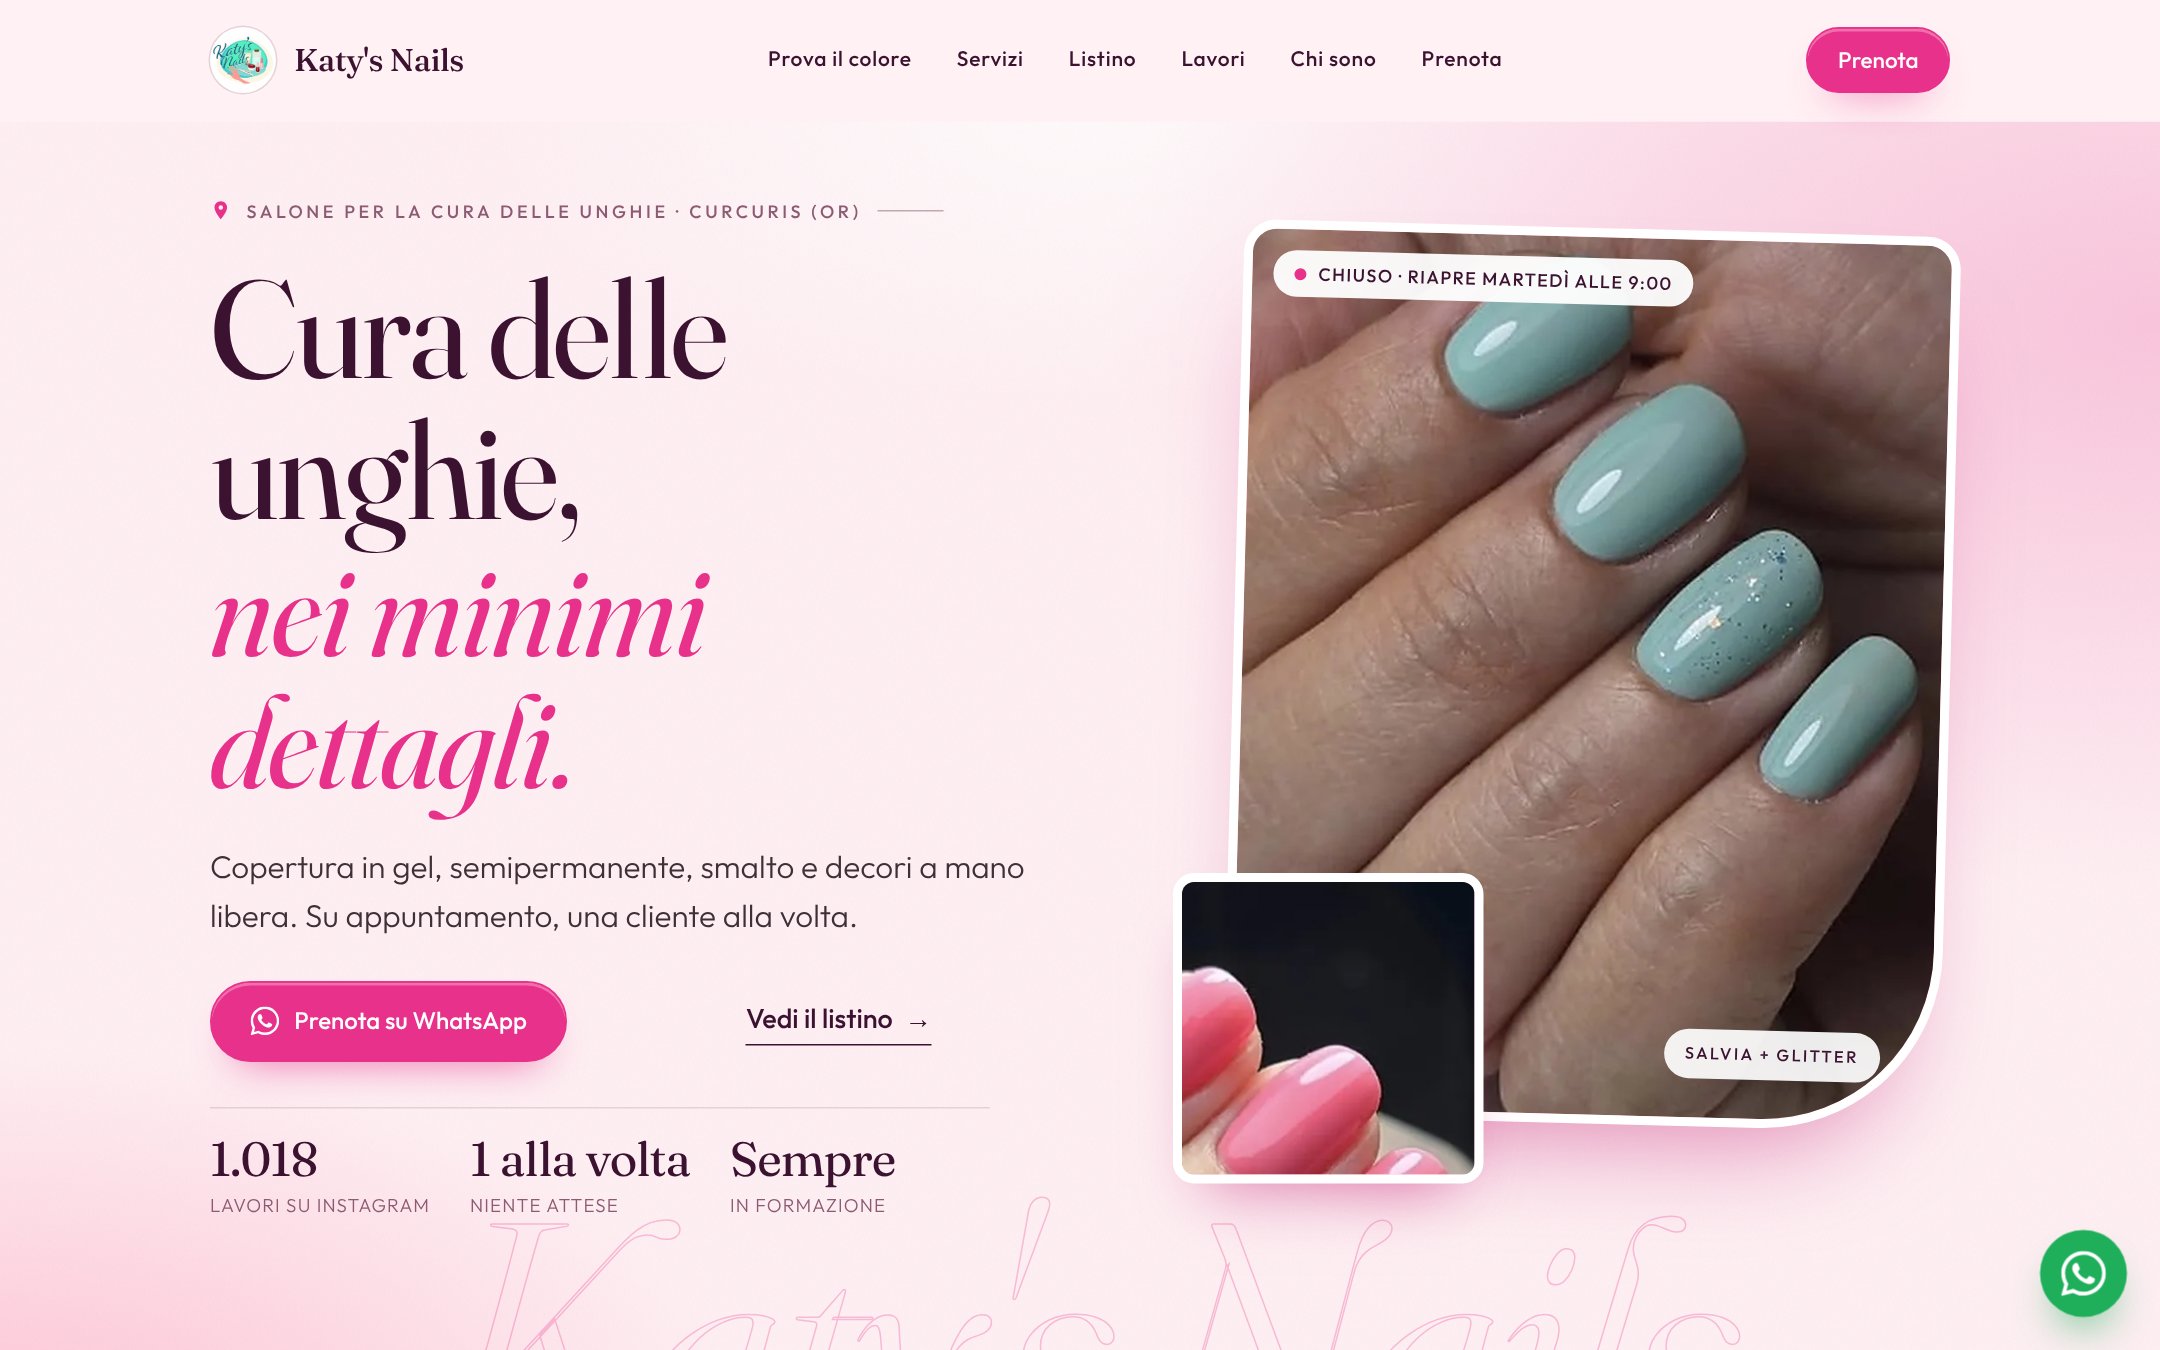 Katy's Nails
Katy's Nails
Prova il colore
Servizi
Listino
Lavori
Chi sono
Prenota
Prenota
SALONE PER LA CURA DELLE UNGHIE · CURCURIS (OR)
Cura delle
unghie,
nei minimi
dettagli.
Copertura in gel, semipermanente, smalto e decori a mano
libera. Su appuntamento, una cliente alla volta.
Prenota su WhatsApp
Vedi il listino →
1.018
LAVORI SU INSTAGRAM
1 alla volta
NIENTE ATTESE
Sempre
IN FORMAZIONE
CHIUSO · RIAPRE MARTEDÌ ALLE 9:00
SALVIA + GLITTER
Katy's Nails